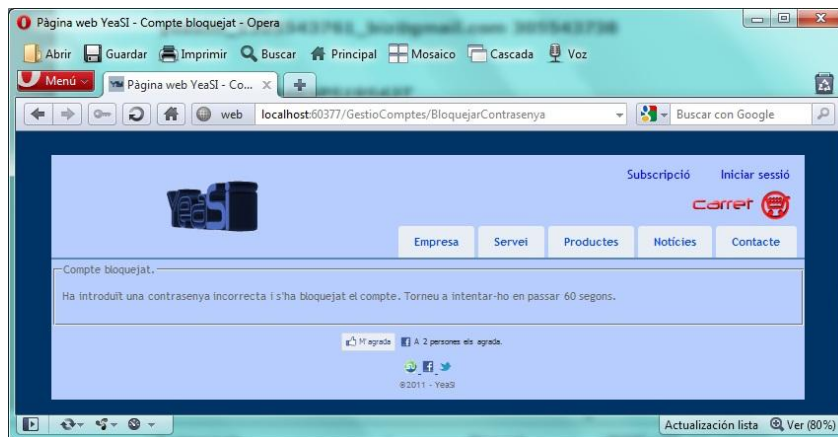 Pàgina web YeaSI - Compte bloquejat - Opera
Abrir Guardar Imprimir Buscar Principal Mosaico Cascada Voz
Menú Pàgina web YeaSI - Co...
web localhost:60377/GestioComptes/BloquejarContrasenya Buscar con Google
Subscripció Iniciar sessió
YeaSi
carret
Empresa Servei Productes Notícies Contacte
Compte bloquejat.
Ha introduït una contrasenya incorrecta i s'ha bloquejat el compte. Torneu a intentar-ho en passar 60 segons.
M'agrada A 2 persones els agrada.
©2011 - YeaSI
Actualización lista Ver (80%)